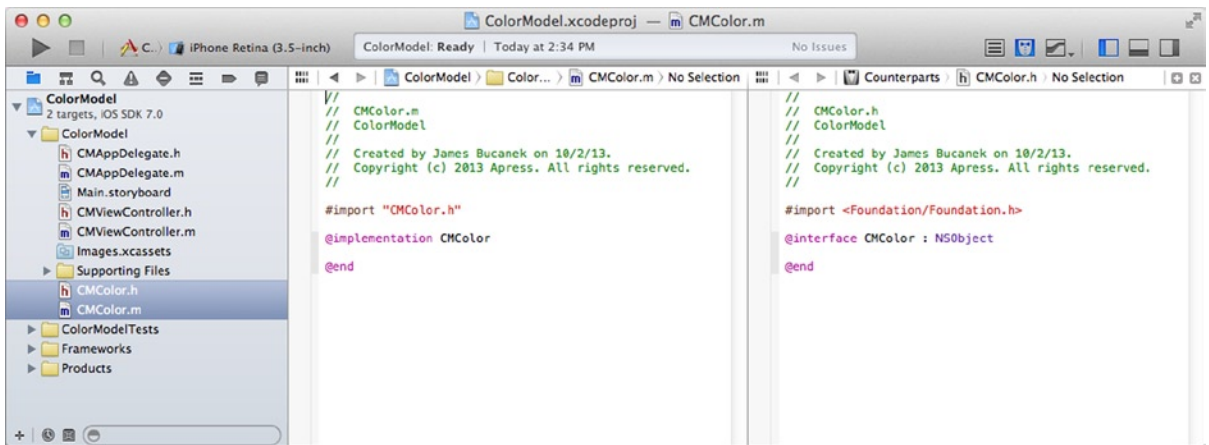 ColorModel.xcodeproj — m CMColor.m
C.. iPhone Retina (3.5-inch)
ColorModel: Ready | Today at 2:34 PM
No Issues
ColorModel
2 targets, iOS SDK 7.0
ColorModel
h CMAppDelegate.h
m CMAppDelegate.m
Main.storyboard
h CMViewController.h
m CMViewController.m
Images.xcassets
Supporting Files
h CMColor.h
m CMColor.m
ColorModelTests
Frameworks
Products
ColorModel Color... m CMColor.m No Selection
//
// CMColor.m
// ColorModel
//
// Created by James Bucanek on 10/2/13.
// Copyright (c) 2013 Apress. All rights reserved.
//
#import "CMColor.h"
@implementation CMColor
@end
Counterparts h CMColor.h No Selection
//
// CMColor.h
// ColorModel
//
// Created by James Bucanek on 10/2/13.
// Copyright (c) 2013 Apress. All rights reserved.
//
#import <Foundation/Foundation.h>
@interface CMColor : NSObject
@end